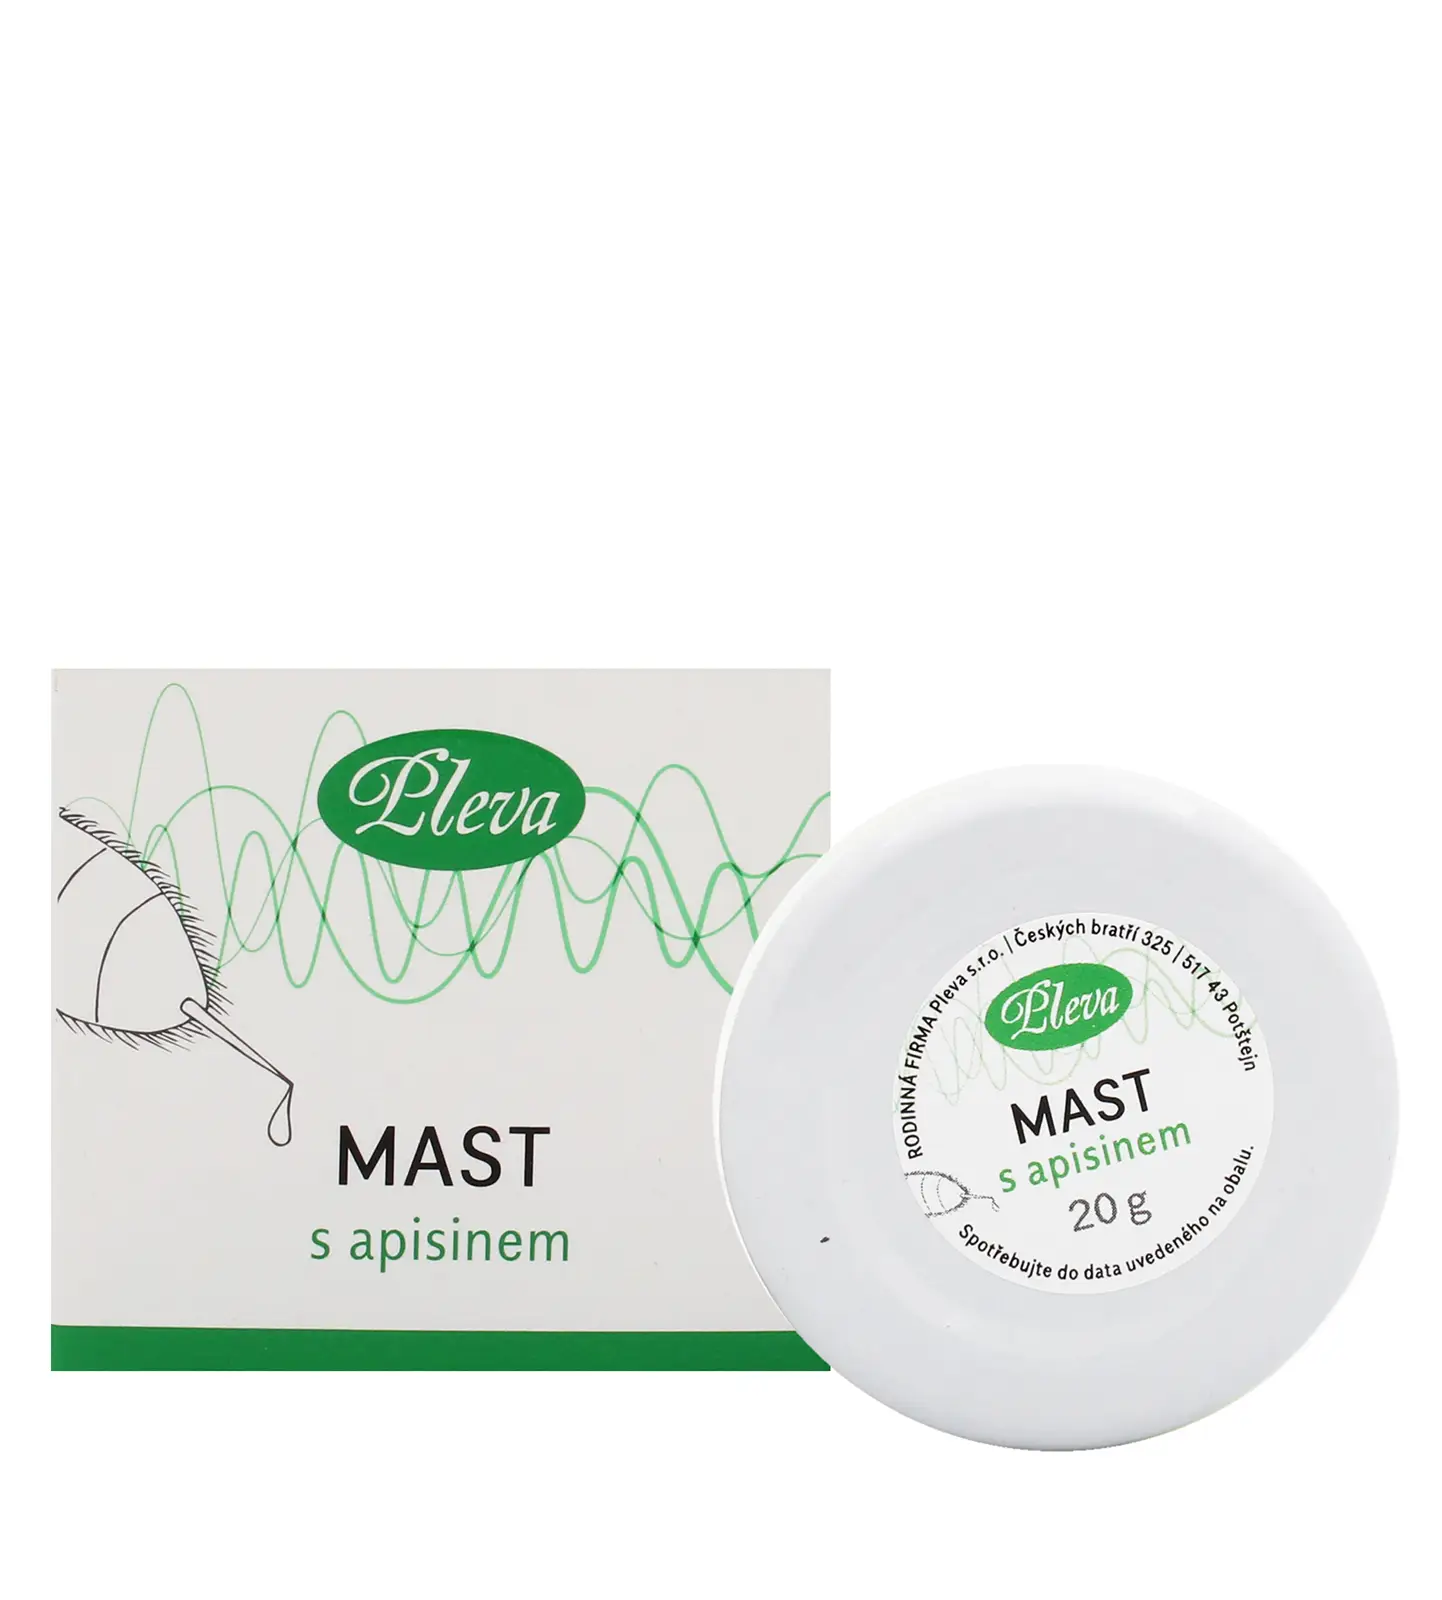 Pleva
MAST
s apisinem
RODINNÁ FIRMA Pleva s.r.o. | Českých bratří 325 | 517 43 Potštejn
Pleva
MAST
s apisinem
20 g
Spotřebujte do data uvedeného na obalu.